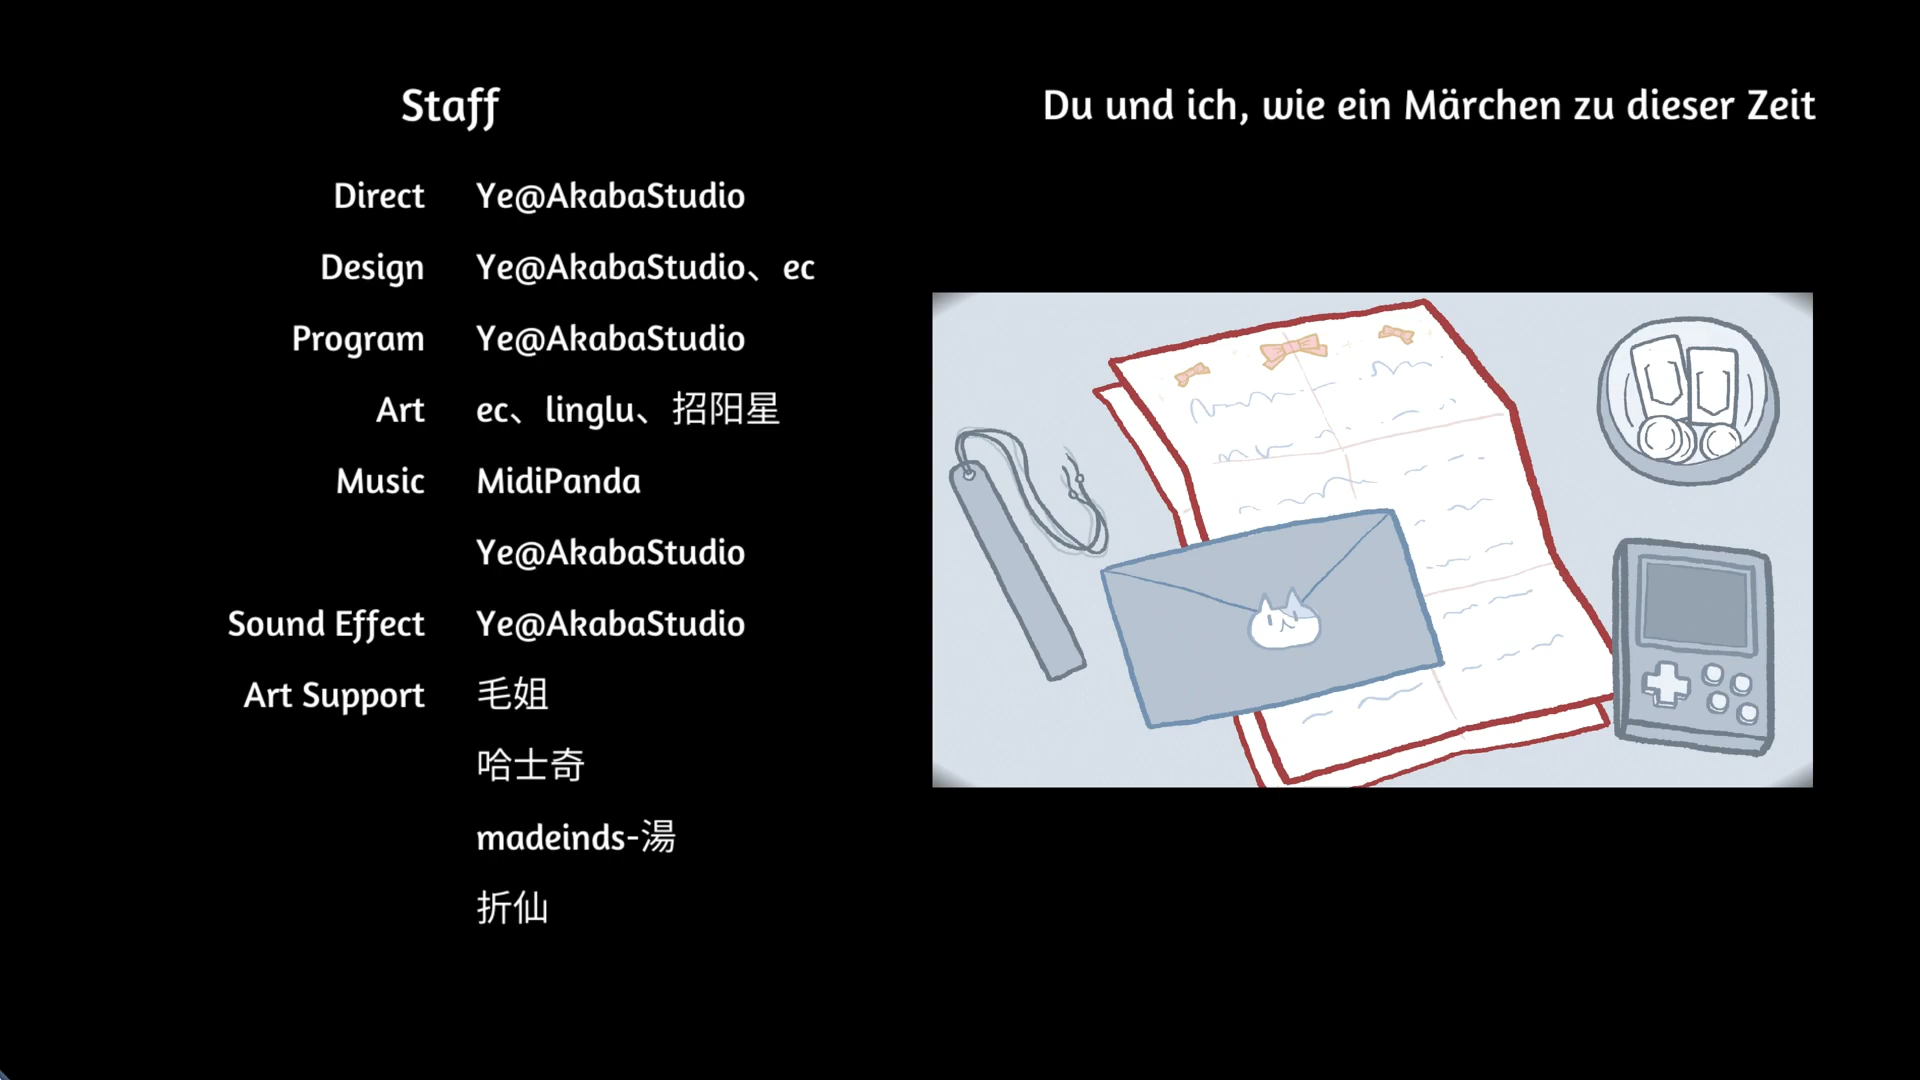 Staff
Du und ich, wie ein Märchen zu dieser Zeit
Direct Ye@AkabaStudio
Design Ye@AkabaStudio、ec
Program Ye@AkabaStudio
Art ec、linglu、招阳星
Music MidiPanda
Ye@AkabaStudio
Sound Effect Ye@AkabaStudio
Art Support 毛姐
哈士奇
madeinds-湯
折仙